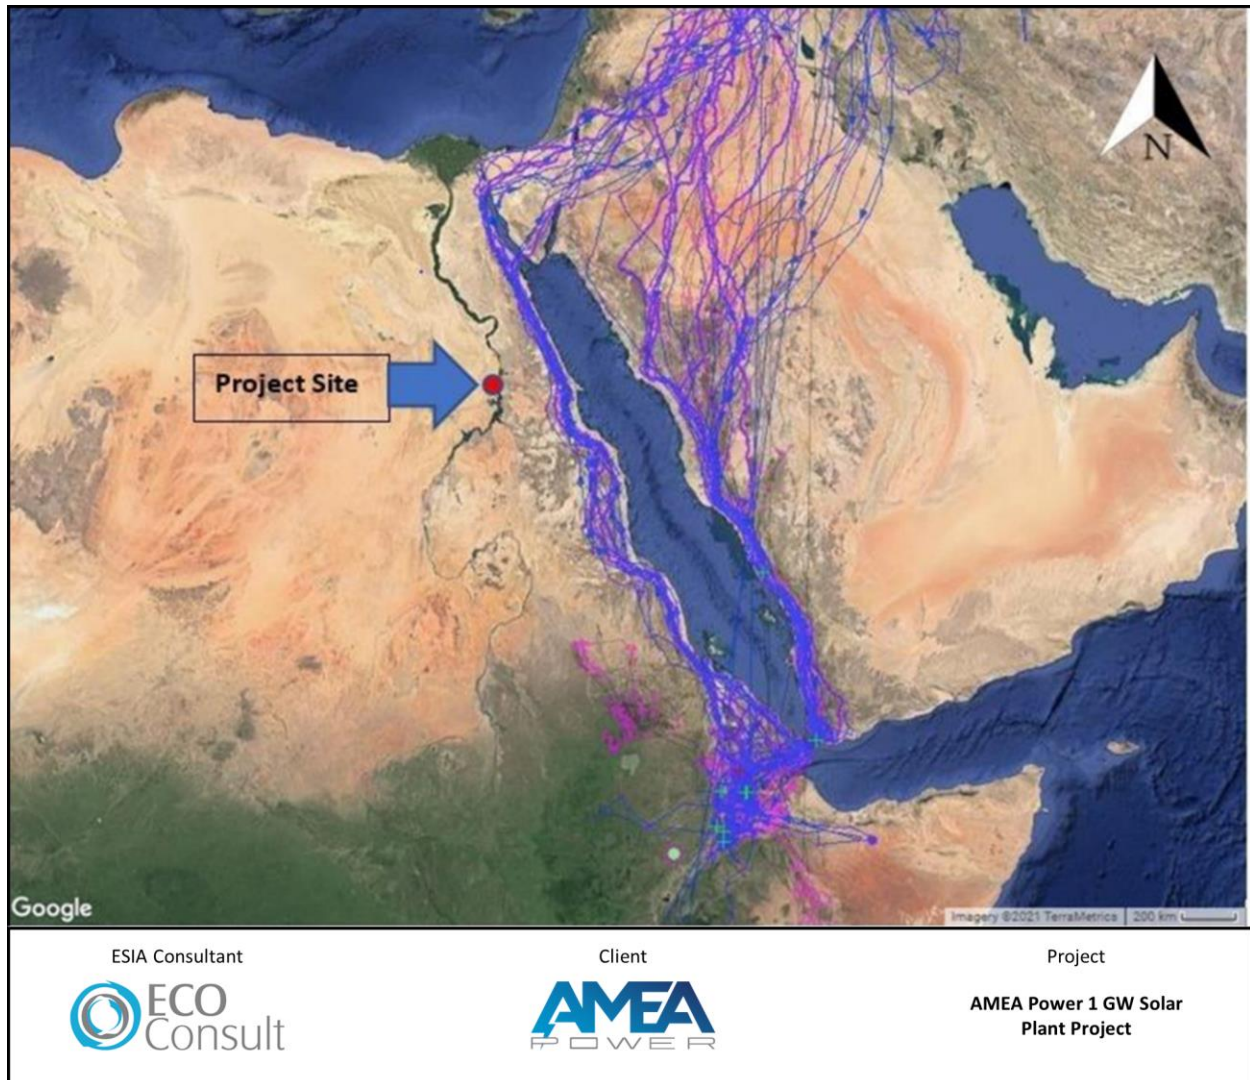 N
Project Site
Google
Imagery ©2021 TerraMetrics
200 km
ESIA Consultant
Client
Project
ECO
Consult
AMEA
POWER
AMEA Power 1 GW Solar
Plant Project